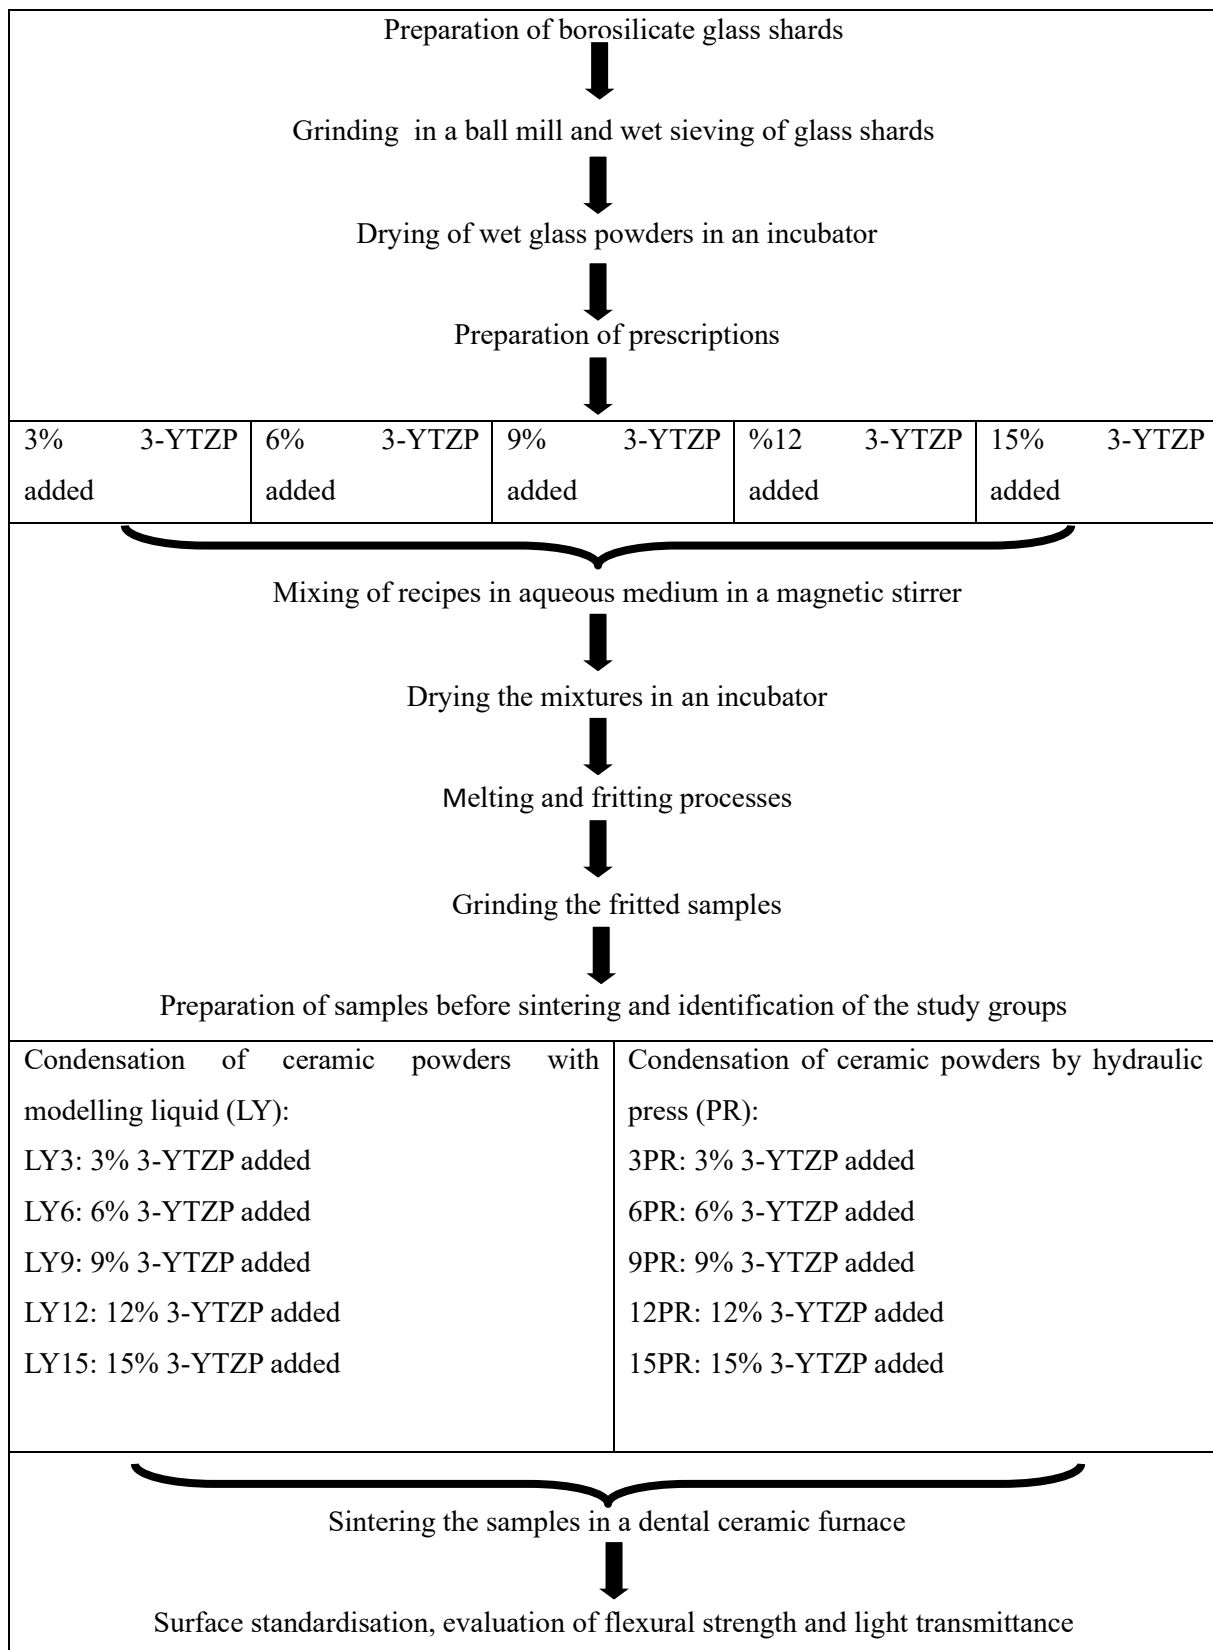 Preparation of borosilicate glass shards
Grinding in a ball mill and wet sieving of glass shards
Drying of wet glass powders in an incubator
Preparation of prescriptions
3% 3-YTZP
added
6% 3-YTZP
added
9% 3-YTZP
added
%12 3-YTZP
added
15% 3-YTZP
added
Mixing of recipes in aqueous medium in a magnetic stirrer
Drying the mixtures in an incubator
Melting and fritting processes
Grinding the fritted samples
Preparation of samples before sintering and identification of the study groups
Condensation of ceramic powders with
modelling liquid (LY):
LY3: 3% 3-YTZP added
LY6: 6% 3-YTZP added
LY9: 9% 3-YTZP added
LY12: 12% 3-YTZP added
LY15: 15% 3-YTZP added
Condensation of ceramic powders by hydraulic
press (PR):
3PR: 3% 3-YTZP added
6PR: 6% 3-YTZP added
9PR: 9% 3-YTZP added
12PR: 12% 3-YTZP added
15PR: 15% 3-YTZP added
Sintering the samples in a dental ceramic furnace
Surface standardisation, evaluation of flexural strength and light transmittance